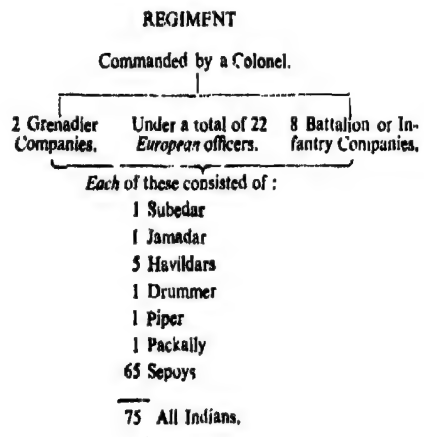 REGIMENT
Commanded by a Colonel.
2 Grenadier Companies.
Under a total of 22 European officers.
8 Battalion or In-
fantry Companies.
Each of these consisted of :
1 Subedar
1 Jamadar
5 Havildars
1 Drummer
1 Piper
1 Packally
65 Sepoys
75 All Indians.